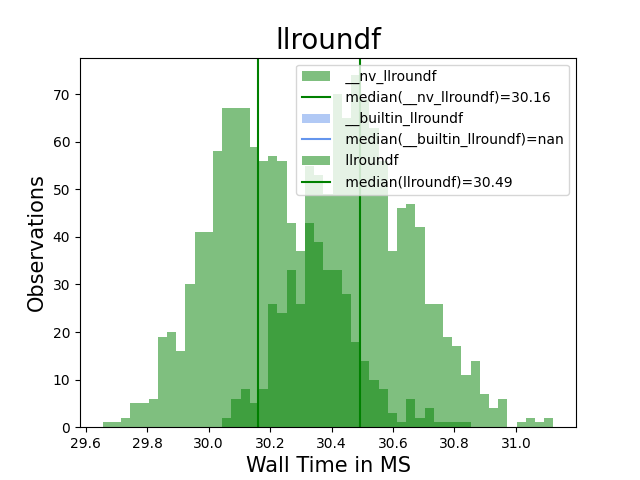 llroundf
__nv_llroundf
median(__nv_llroundf)=30.16
__builtin_llroundf
median(__builtin_llroundf)=nan
llroundf
median(llroundf)=30.49
Observations
70
60
50
40
30
20
10
0
29.6 29.8 30.0 30.2 30.4 30.6 30.8 31.0
Wall Time in MS